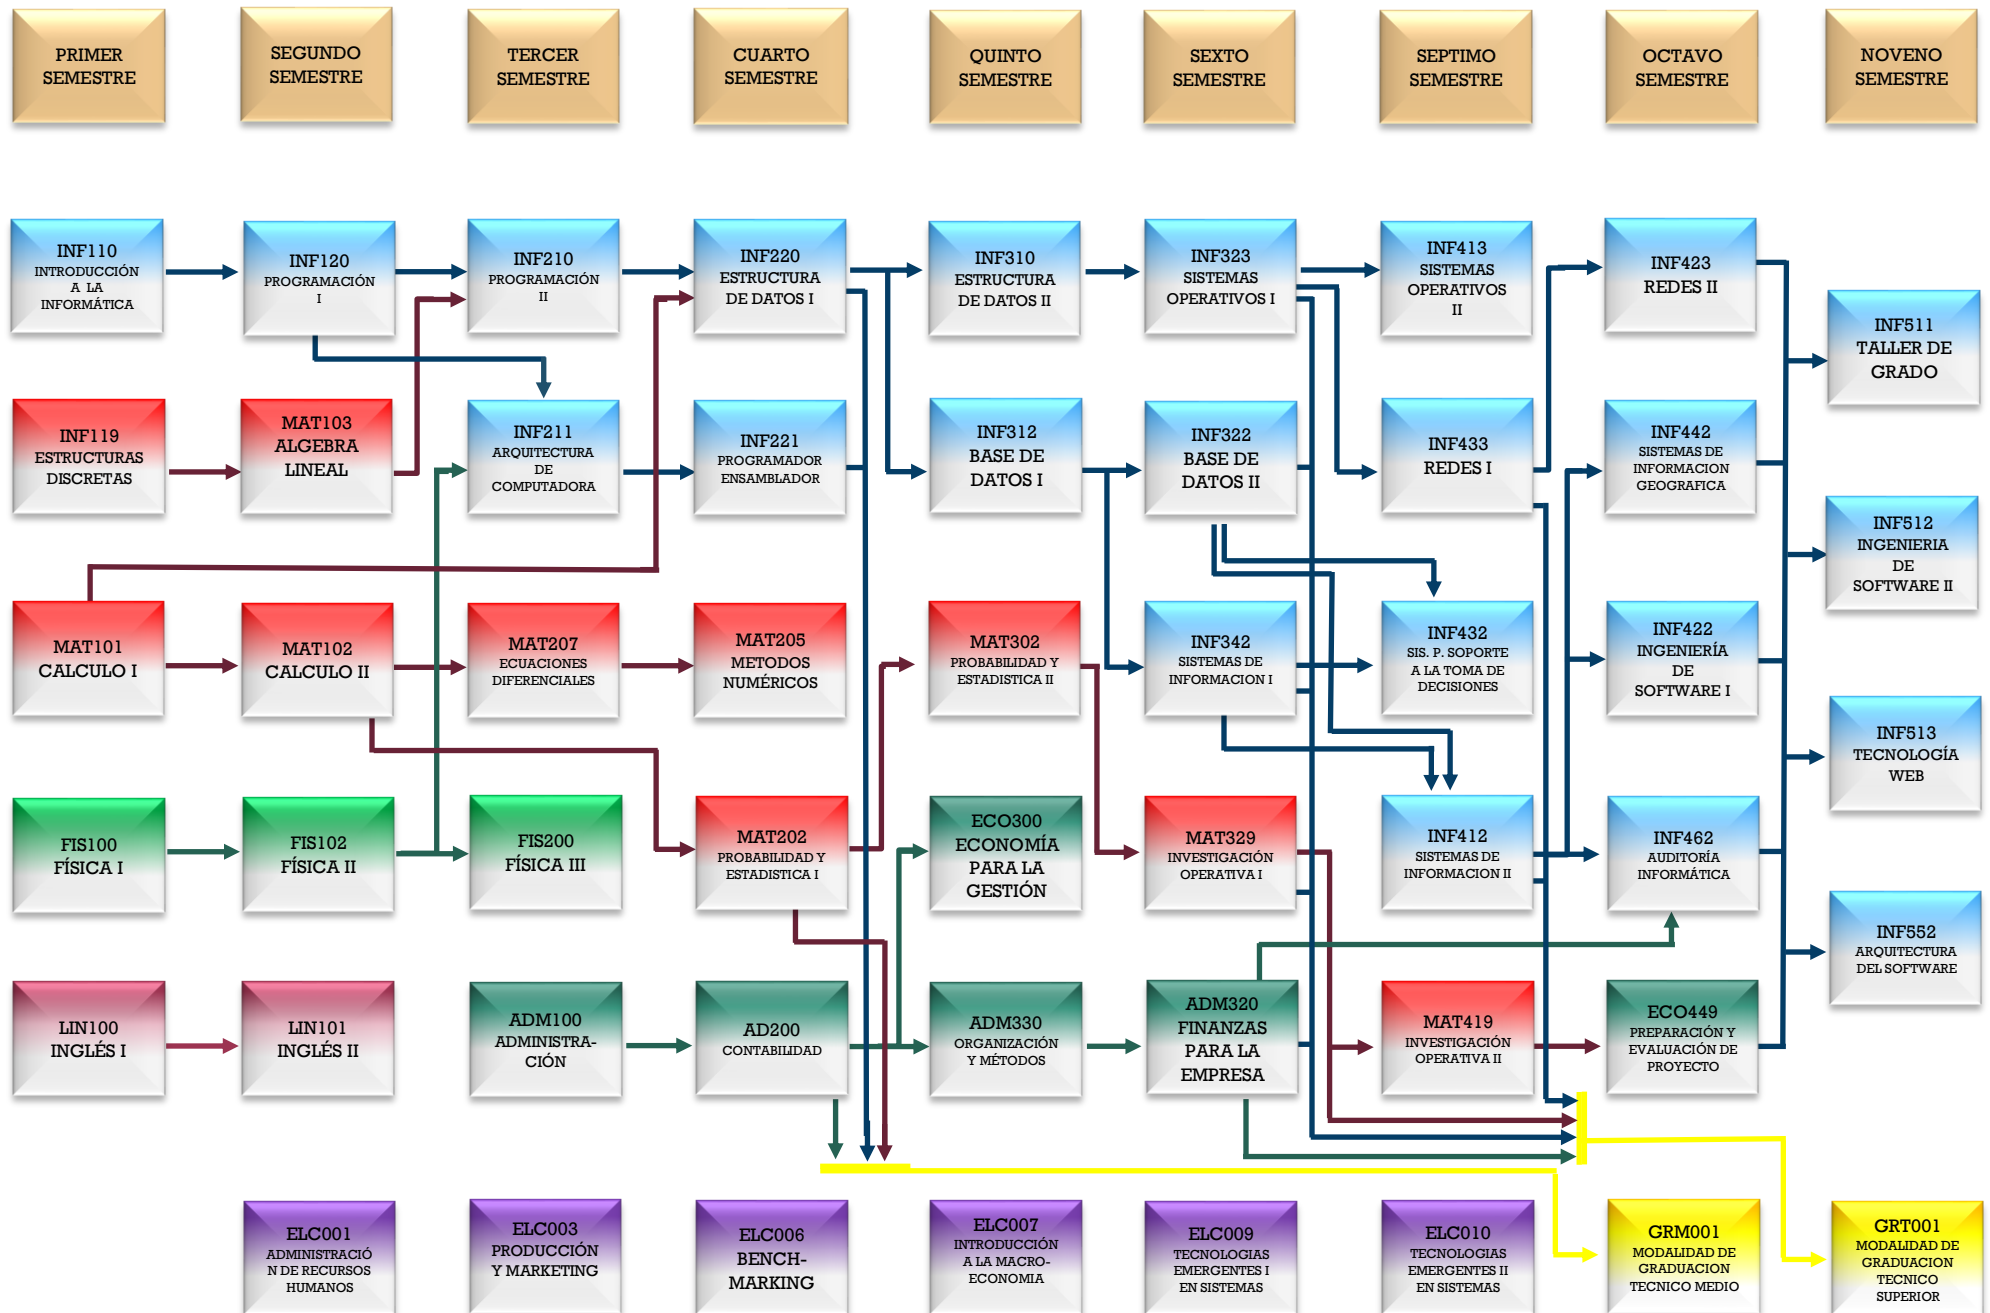 PRIMER
SEMESTRE
SEGUNDO
SEMESTRE
TERCER
SEMESTRE
CUARTO
SEMESTRE
QUINTO
SEMESTRE
SEXTO
SEMESTRE
SEPTIMO
SEMESTRE
OCTAVO
SEMESTRE
NOVENO
SEMESTRE
INF110
INTRODUCCIÓN
A LA
INFORMÁTICA
INF120
PROGRAMACIÓN
I
INF210
PROGRAMACIÓN
II
INF220
ESTRUCTURA
DE DATOS I
INF310
ESTRUCTURA
DE DATOS II
INF323
SISTEMAS
OPERATIVOS I
INF413
SISTEMAS
OPERATIVOS
II
INF423
REDES II
INF511
TALLER DE
GRADO
INF119
ESTRUCTURAS
DISCRETAS
MAT103
ALGEBRA
LINEAL
INF211
ARQUITECTURA
DE
COMPUTADORA
INF221
PROGRAMADOR
ENSAMBLADOR
INF312
BASE DE
DATOS I
INF322
BASE DE
DATOS II
INF433
REDES I
INF442
SISTEMAS DE
INFORMACION
GEOGRAFICA
INF512
INGENIERIA
DE
SOFTWARE II
MAT101
CALCULO I
MAT102
CALCULO II
MAT207
ECUACIONES
DIFERENCIALES
MAT205
METODOS
NUMÉRICOS
MAT302
PROBABILIDAD Y
ESTADISTICA II
INF342
SISTEMAS DE
INFORMACION I
INF432
SIS. P. SOPORTE
A LA TOMA DE
DECISIONES
INF422
INGENIERÍA
DE
SOFTWARE I
INF513
TECNOLOGÍA
WEB
FIS100
FÍSICA I
FIS102
FÍSICA II
FIS200
FÍSICA III
MAT202
PROBABILIDAD Y
ESTADISTICA I
ECO300
ECONOMÍA
PARA LA
GESTIÓN
MAT329
INVESTIGACIÓN
OPERATIVA I
INF412
SISTEMAS DE
INFORMACION II
INF462
AUDITORÍA
INFORMÁTICA
INF552
ARQUITECTURA
DEL SOFTWARE
LIN100
INGLÉS I
LIN101
INGLÉS II
ADM100
ADMINISTRA-
CIÓN
AD200
CONTABILIDAD
ADM330
ORGANIZACIÓN
Y MÉTODOS
ADM320
FINANZAS
PARA LA
EMPRESA
MAT419
INVESTIGACIÓN
OPERATIVA II
ECO449
PREPARACIÓN Y
EVALUACIÓN DE
PROYECTO
ELC001
ADMINISTRACIÓ
N DE RECURSOS
HUMANOS
ELC003
PRODUCCIÓN
Y MARKETING
ELC006
BENCH-
MARKING
ELC007
INTRODUCCIÓN
A LA MACRO-
ECONOMIA
ELC009
TECNOLOGIAS
EMERGENTES I
EN SISTEMAS
ELC010
TECNOLOGIAS
EMERGENTES II
EN SISTEMAS
GRM001
MODALIDAD DE
GRADUACION
TECNICO MEDIO
GRT001
MODALIDAD DE
GRADUACION
TECNICO
SUPERIOR